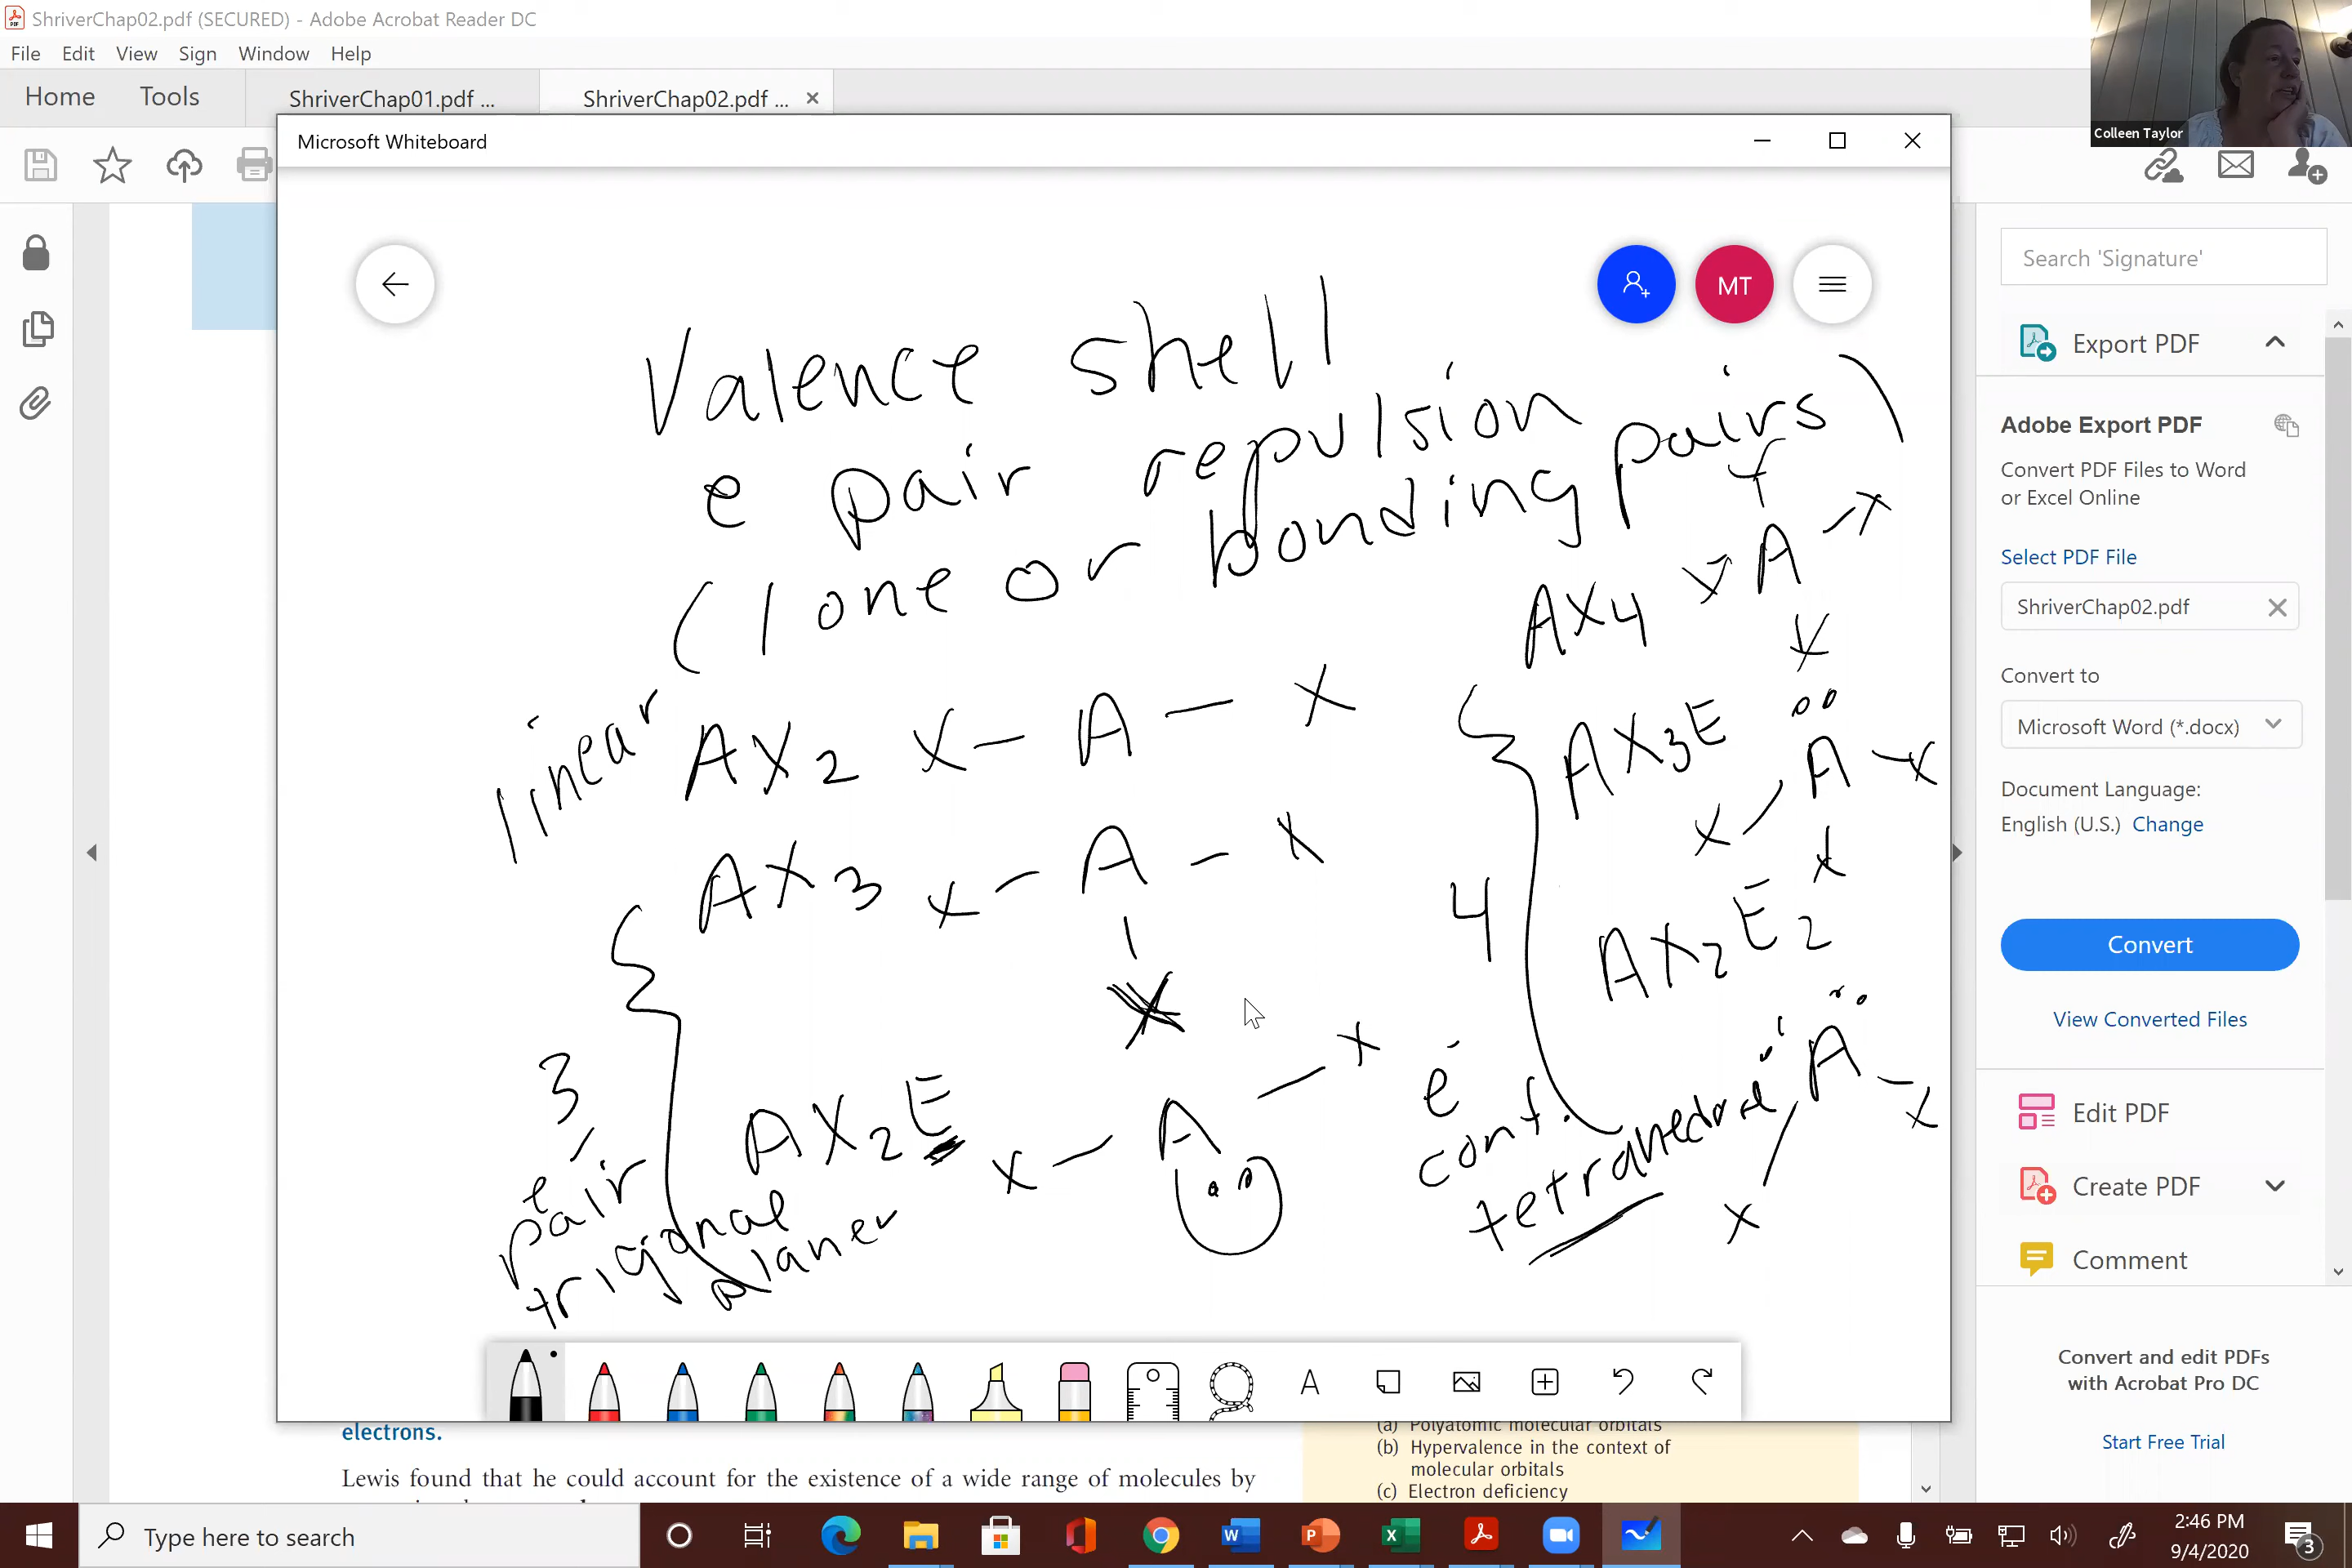 ShriverChap02.pdf (SECURED) - Adobe Acrobat Reader DC
File Edit View Sign Window Help
Home Tools ShriverChap01.pdf ... ShriverChap02.pdf ...
Colleen Taylor
Microsoft Whiteboard
MT
Valence shell
e pair repulsion
(lone or bonding pairs)
linear AX2 X-A-X
AX3 X-A-X
X
AX2E X-A-X
3
e pair
trigonal
planer
AX4 X A-X
X
X
AX3E A-X
X X
AX2E2
A-X
X
4
e conf.
tetrahedral
Search 'Signature'
Export PDF
Adobe Export PDF
Convert PDF Files to Word
or Excel Online
Select PDF File
ShriverChap02.pdf
Convert to
Microsoft Word (*.docx)
Document Language:
English (U.S.) Change
Convert
View Converted Files
Edit PDF
Create PDF
Comment
Convert and edit PDFs
with Acrobat Pro DC
Start Free Trial
electrons.
Lewis found that he could account for the existence of a wide range of molecules by
(a) Polyatomic molecular orbitals
(b) Hypervalence in the context of
molecular orbitals
(c) Electron deficiency
Type here to search
2:46 PM
9/4/2020
3